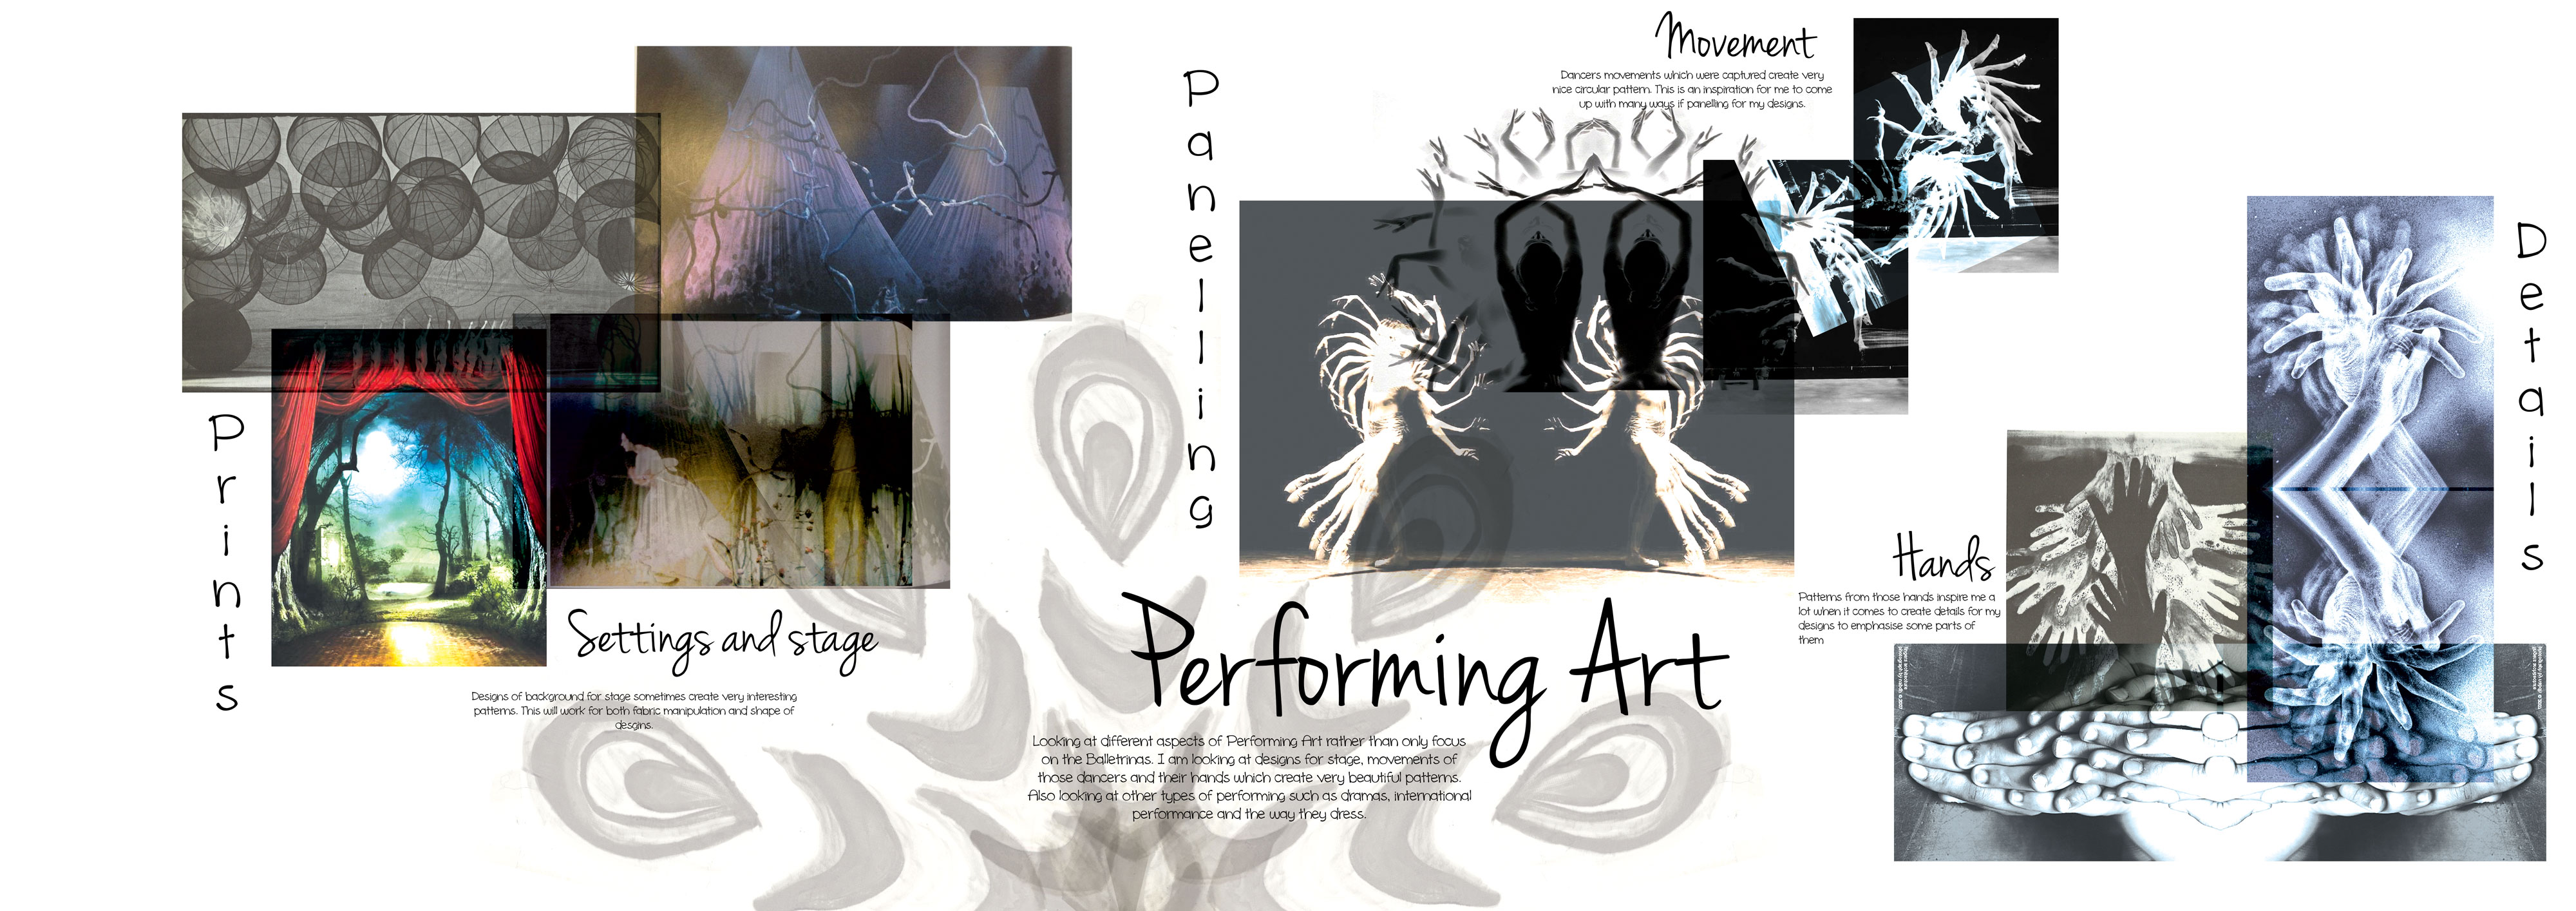 Prints
Settings and stage
Designs of background for stage sometimes create very interesting
patterns. This will work for both fabric manipulation and shape of
desgins.
Panelling
Movement
Dancers movements which were captured create very
nice circular pattern. This is an inspiration for me to come
up with many ways if panelling for my designs.
Performing Art
Looking at different aspects of Performing Art rather than only focus
on the Balletrinas. I am looking at designs for stage, movements of
those dancers and their hands which create very beautiful patterns.
Also looking at other types of performing such as dramas, international
performance and the way they dress.
Hands
Patterns from those hands inspire me a
lot when it comes to create details for my
designs to emphasise some parts of
them
Details